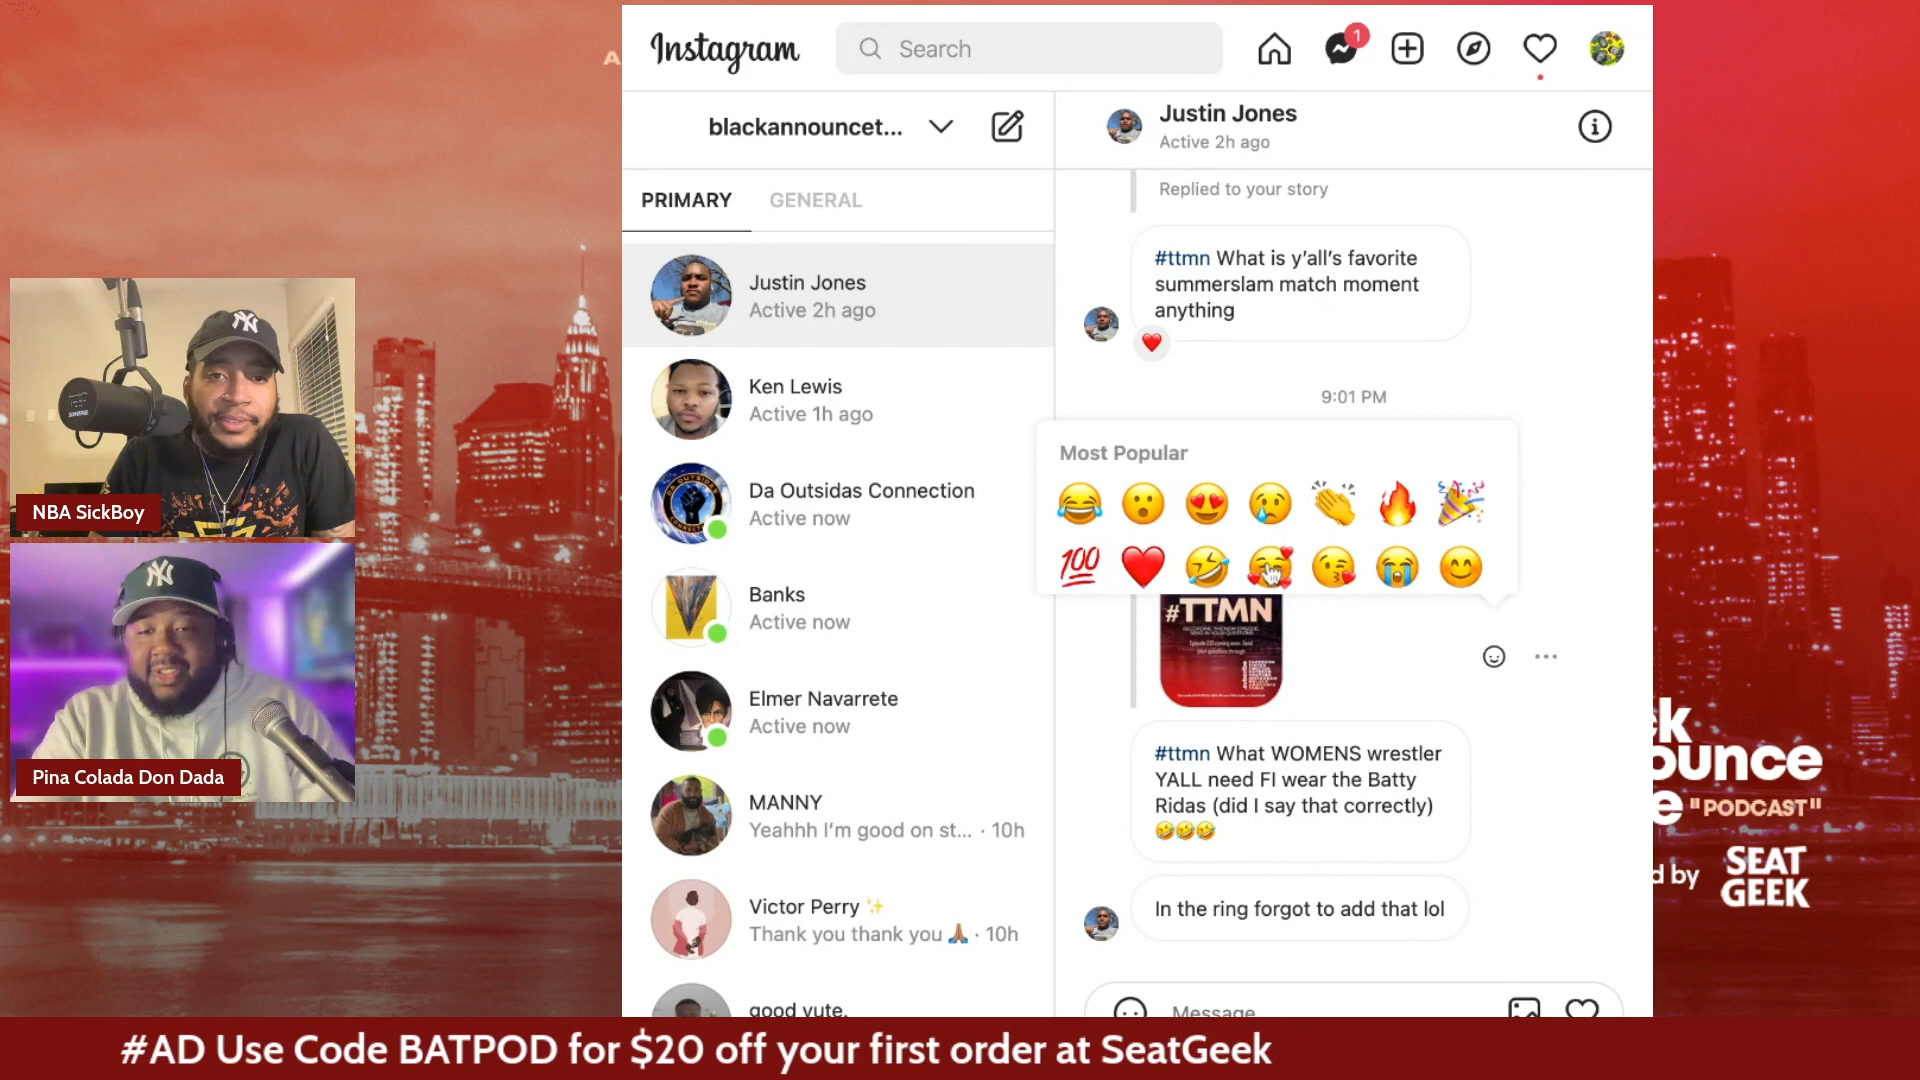 A
Instagram
Search
1
blackannouncet...
Justin Jones
Active 2h ago
PRIMARY
GENERAL
Replied to your story
Justin Jones
Active 2h ago
#ttmn What is y'all's favorite
summerslam match moment
anything
Ken Lewis
Active 1h ago
9:01 PM
Most Popular
Da Outsidas Connection
Active now
NBA SickBoy
100
Banks
Active now
#TTMN
Elmer Navarrete
Active now
#ttmn What WOMENS wrestler
YALL need FI wear the Batty
Ridas (did I say that correctly)
🤣🤣🤣
Pina Colada Don Dada
MANNY
Yeahhh I'm good on st... · 10h
Victor Perry ✨
Thank you thank you 🙏🏽 · 10h
In the ring forgot to add that lol
good yute.
Message...
k
ounce
e "PODCAST"
d by
SEAT
GEEK
#AD Use Code BATPOD for $20 off your first order at SeatGeek